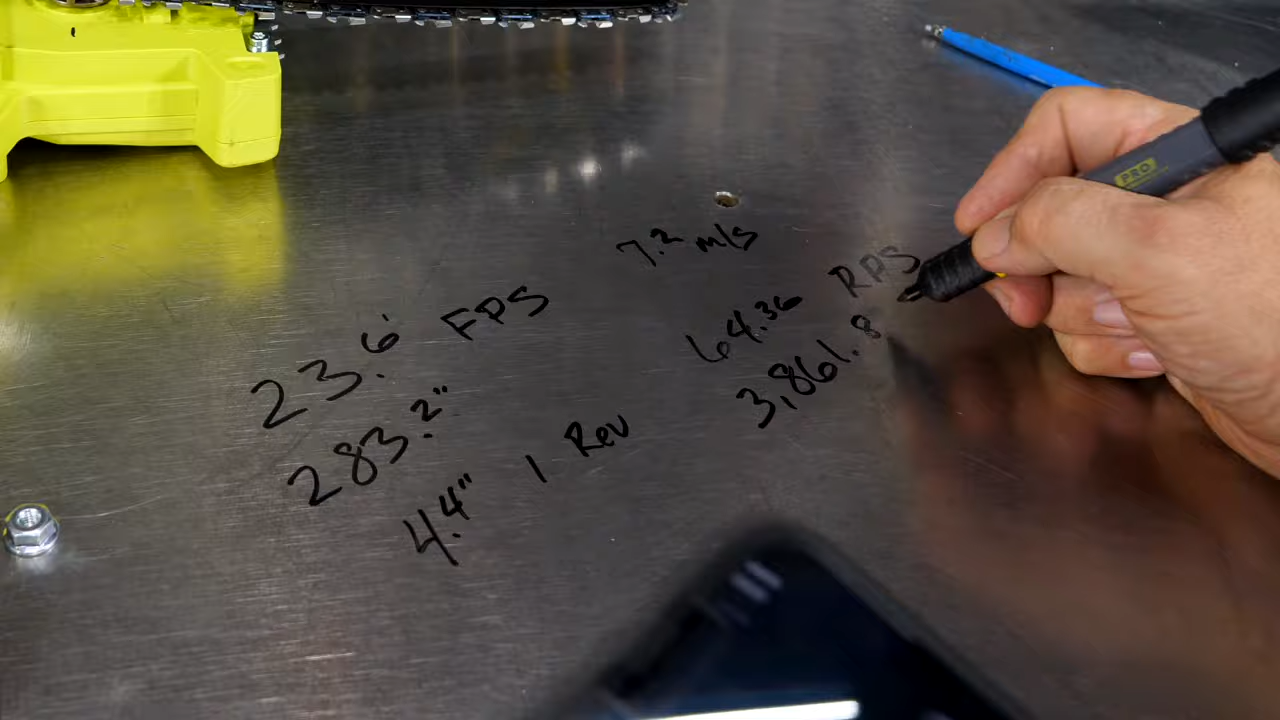 7.2 m/s
23.6' FPS
64.36 RPS
283.2"
3,861.8
4.4" 1 Rev
PRO